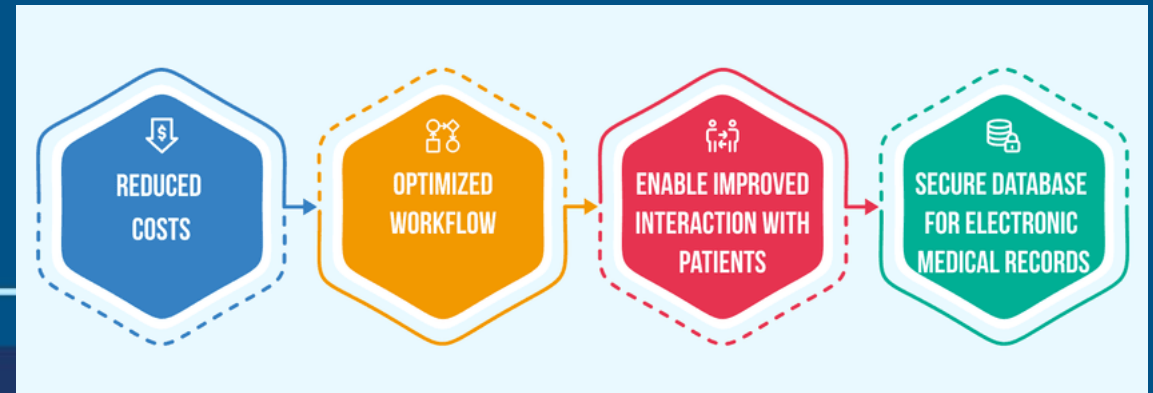 REDUCED
COSTS
OPTIMIZED
WORKFLOW
ENABLE IMPROVED
INTERACTION WITH
PATIENTS
SECURE DATABASE
FOR ELECTRONIC
MEDICAL RECORDS